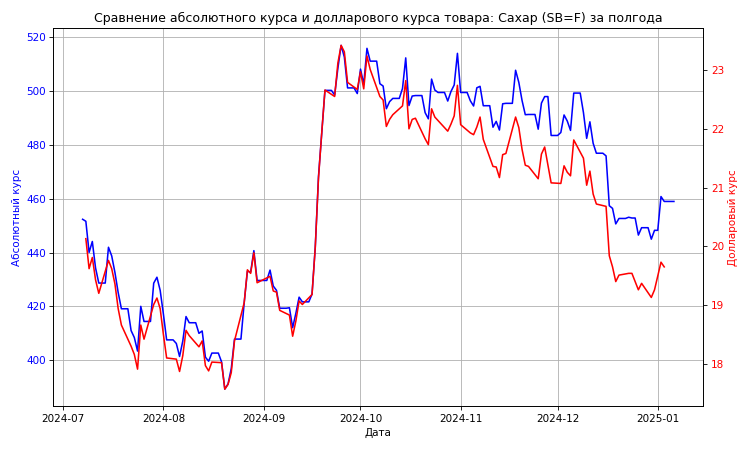 Сравнение абсолютного курса и долларового курса товара: Сахар (SB=F) за полгода
520
500
480
460
440
420
400
Абсолютный курс
23
22
21
20
19
18
Долларовый курс
2024-07 2024-08 2024-09 2024-10 2024-11 2024-12 2025-01
Дата